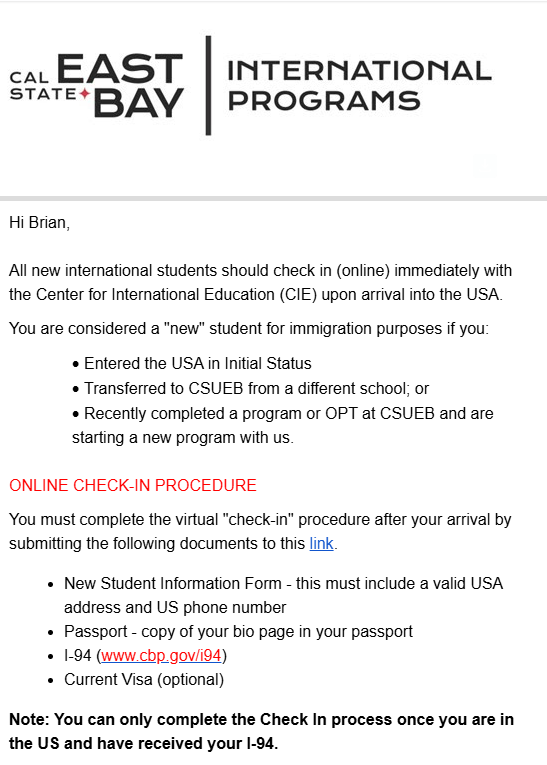 CAL EAST
STATE BAY
INTERNATIONAL
PROGRAMS
Hi Brian,
All new international students should check in (online) immediately with
the Center for International Education (CIE) upon arrival into the USA.
You are considered a "new" student for immigration purposes if you:
• Entered the USA in Initial Status
• Transferred to CSUEB from a different school; or
• Recently completed a program or OPT at CSUEB and are
starting a new program with us.
ONLINE CHECK-IN PROCEDURE
You must complete the virtual "check-in" procedure after your arrival by
submitting the following documents to this link.
• New Student Information Form - this must include a valid USA
address and US phone number
• Passport - copy of your bio page in your passport
• I-94 (www.cbp.gov/i94)
• Current Visa (optional)
Note: You can only complete the Check In process once you are in
the US and have received your I-94.